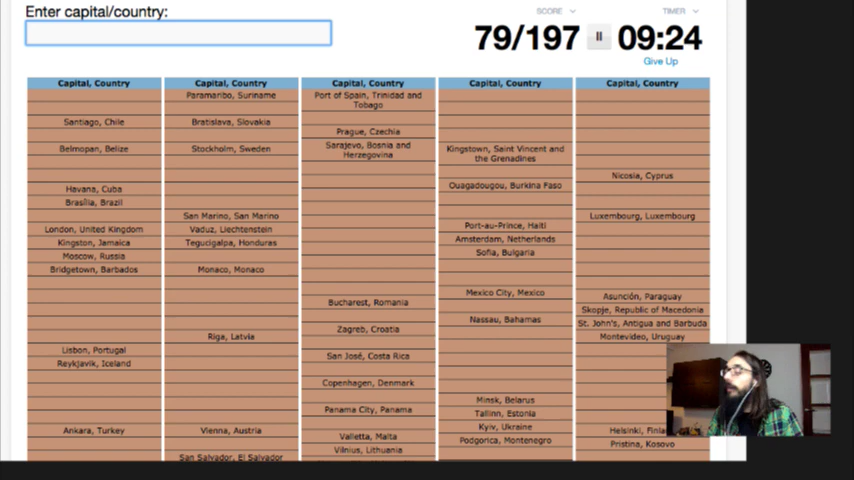 Enter capital/country:
SCORE
TIMER
79/197
09:24
Give Up
Capital, Country
Santiago, Chile
Belmopan, Belize
Havana, Cuba
Brasília, Brazil
London, United Kingdom
Kingston, Jamaica
Moscow, Russia
Bridgetown, Barbados
Lisbon, Portugal
Reykjavik, Iceland
Ankara, Turkey
Capital, Country
Paramaribo, Suriname
Bratislava, Slovakia
Stockholm, Sweden
San Marino, San Marino
Vaduz, Liechtenstein
Tegucigalpa, Honduras
Monaco, Monaco
Riga, Latvia
Vienna, Austria
San Salvador, El Salvador
Capital, Country
Port of Spain, Trinidad and
Tobago
Prague, Czechia
Sarajevo, Bosnia and
Herzegovina
Bucharest, Romania
Zagreb, Croatia
San José, Costa Rica
Copenhagen, Denmark
Panama City, Panama
Valletta, Malta
Vilnius, Lithuania
Capital, Country
Kingstown, Saint Vincent and
the Grenadines
Ouagadougou, Burkina Faso
Port-au-Prince, Haiti
Amsterdam, Netherlands
Sofia, Bulgaria
Mexico City, Mexico
Nassau, Bahamas
Minsk, Belarus
Tallinn, Estonia
Kyiv, Ukraine
Podgorica, Montenegro
Capital, Country
Nicosia, Cyprus
Luxembourg, Luxembourg
Asunción, Paraguay
Skopje, Republic of Macedonia
St. John's, Antigua and Barbuda
Montevideo, Uruguay
Helsinki, Finla
Pristina, Kosovo